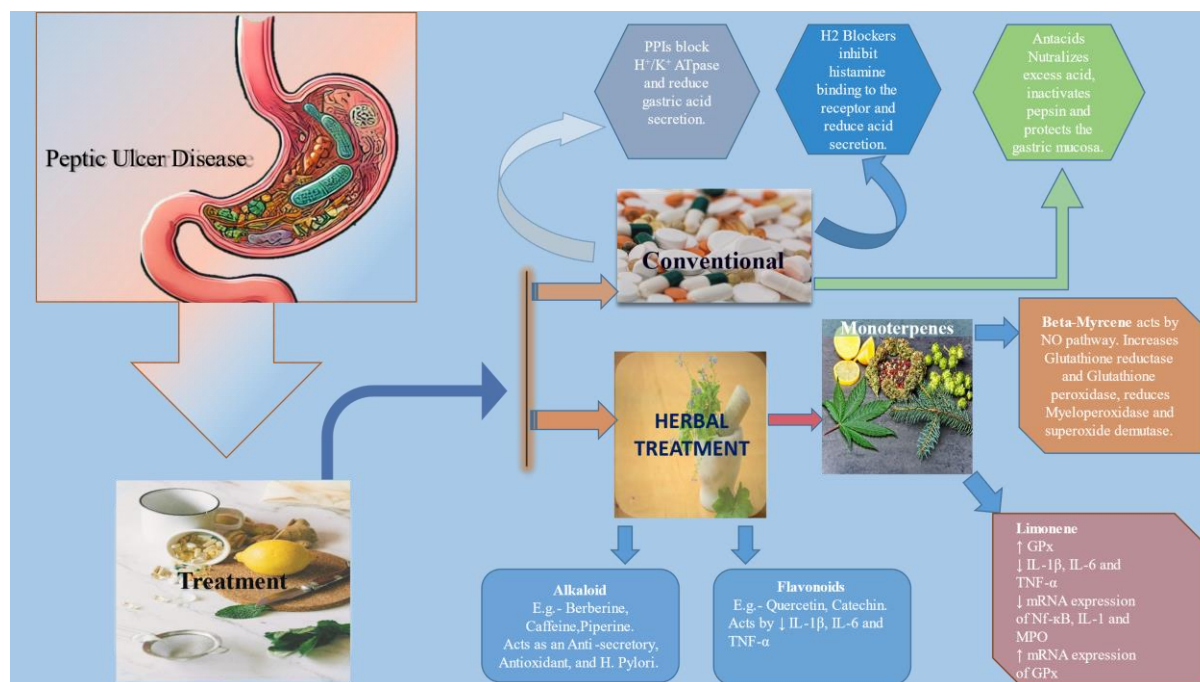 Peptic Ulcer Disease
PPIs block
H⁺/K⁺ ATpase
and reduce
gastric acid
secretion.
H2 Blockers
inhibit
histamine
binding to the
receptor and
reduce acid
secretion.
Antacids
Nutralizes
excess acid,
inactivates
pepsin and
protects the
gastric mucosa.
Conventional
Monoterpenes
Beta-Myrcene acts by
NO pathway. Increases
Glutathione reductase
and Glutathione
peroxidase, reduces
Myeloperoxidase and
superoxide demutase.
HERBAL
TREATMENT
Treatment
Alkaloid
E.g.- Berberine,
Caffeine,Piperine.
Acts as an Anti-secretory,
Antioxidant, and H. Pylori.
Flavonoids
E.g.- Quercetin, Catechin.
Acts by ↓ IL-1β, IL-6 and
TNF-α
Limonene
↑ GPx
↓ IL-1β, IL-6 and
TNF-α
↓ mRNA expression
of Nf-κB, IL-1 and
MPO
↑ mRNA expression
of GPx